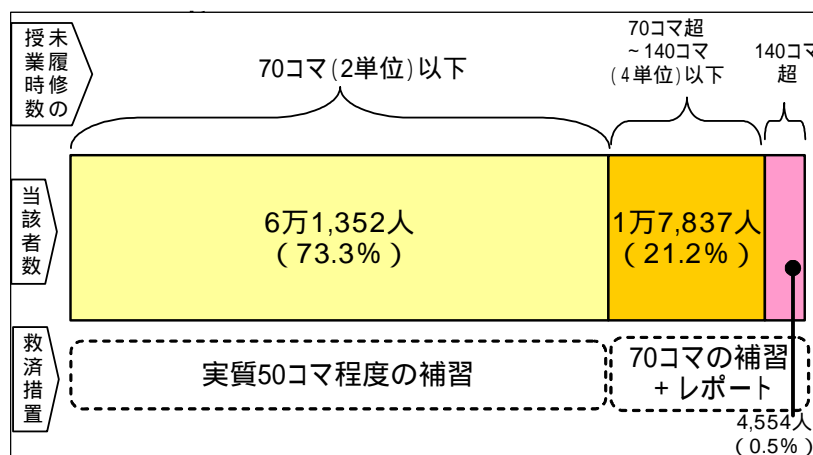 未履修の
授業時数
70コマ(2単位)以下
70コマ超
～140コマ
(4単位)以下
140コマ
超
当該者数
6万1,352人
(73.3%)
1万7,837人
(21.2%)
救済措置
実質50コマ程度の補習
70コマの補習
+レポート
4,554人
(0.5%)